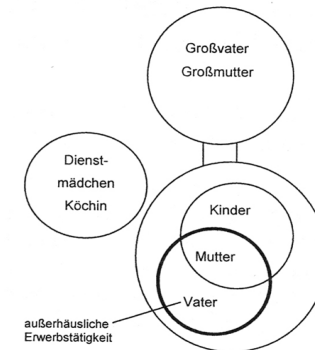 Großvater
Großmutter
Dienst-
mädchen
Köchin
Kinder
Mutter
Vater
außerhäusliche
Erwerbstätigkeit